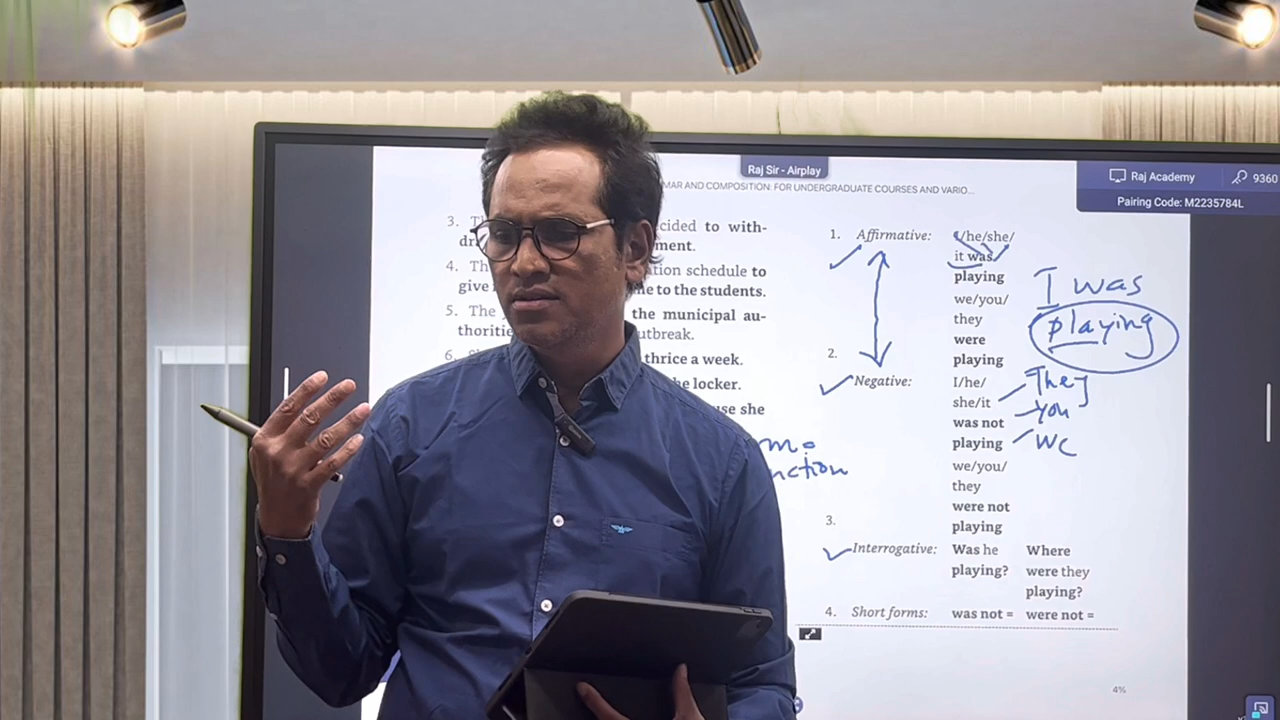 Raj Sir - Airplay
MAR AND COMPOSITION: FOR UNDERGRADUATE COURSES AND VARIO...
Raj Academy
9360
Pairing Code: M2235784L
3.
cided to with-
ment.
4. Th
tion schedule to
give
e to the students.
5. The
the municipal au-
thoritie
utbreak.
6.
thrice a week.
he locker.
use she
m
nction
1. Affirmative: I/he/she/
it was
playing
we/you/
they
were
playing
2.
Negative: I/he/
she/it
was not
playing
we/you/
they
were not
playing
3.
Interrogative: Was he Where
playing? were they
playing?
4. Short forms: was not = were not =
I was
playing
They
You
We
4%